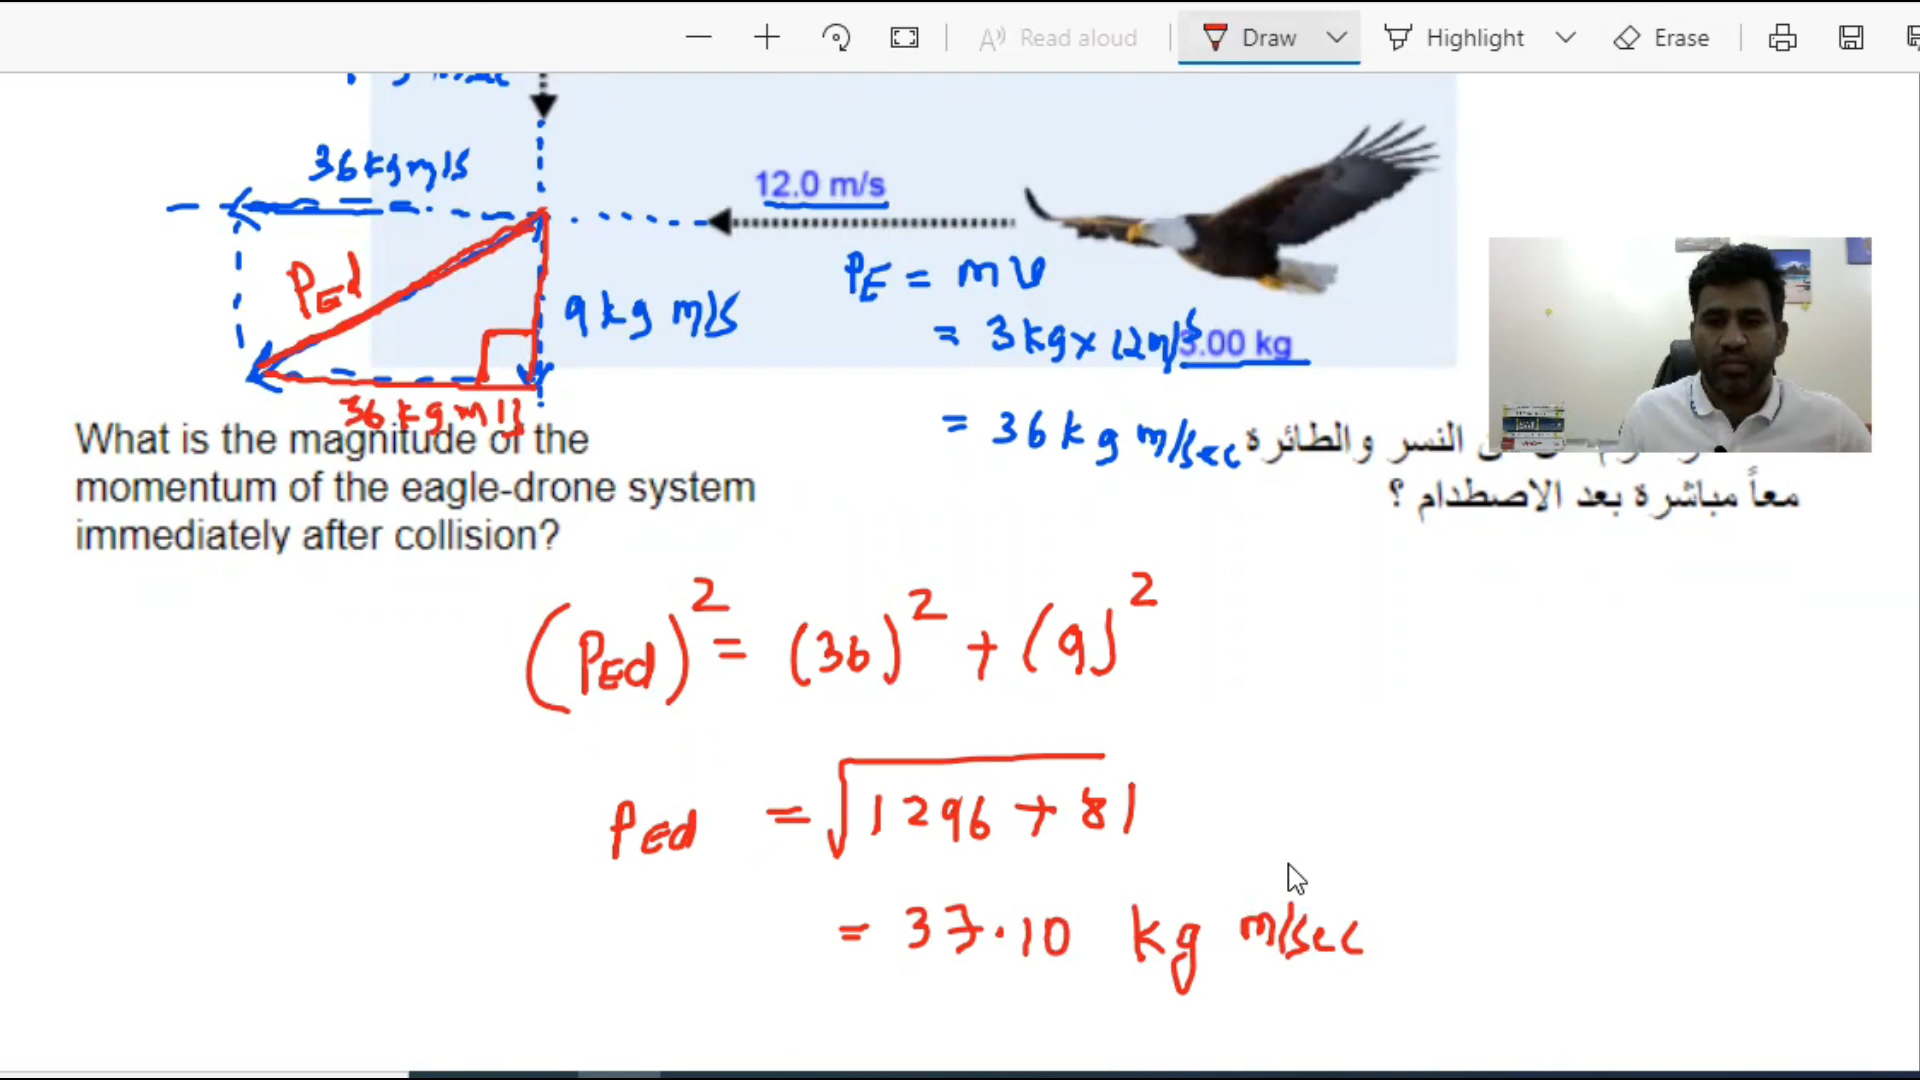 Read aloud
Draw
Highlight
Erase
36 kg m/s
12.0 m/s
PEd
9 kg m/s
PE = mv
= 3 kg x 12 m/s
3.00 kg
36 kg m/s
= 36 kg m/sec
What is the magnitude of the
momentum of the eagle-drone system
immediately after collision?
النسر والطائرة
معاً مباشرة بعد الاصطدام ؟
(PEd)² = (36)² + (9)²
PEd = √1296 + 81
= 37.10 kg m/sec